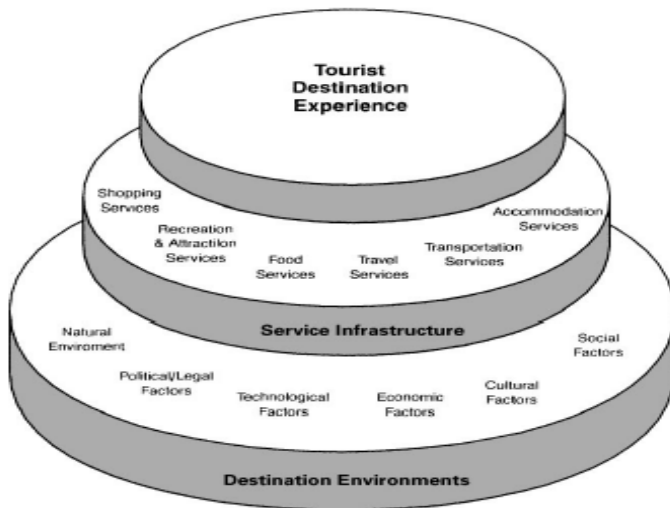 Tourist
Destination
Experience
Shopping
Services
Recreation
& Attractilon
Services
Food
Services
Travel
Services
Transportation
Services
Accommodation
Services
Service Infrastructure
Natural
Enviroment
Political/Legal
Factors
Technological
Factors
Economic
Factors
Cultural
Factors
Social
Factors
Destination Environments